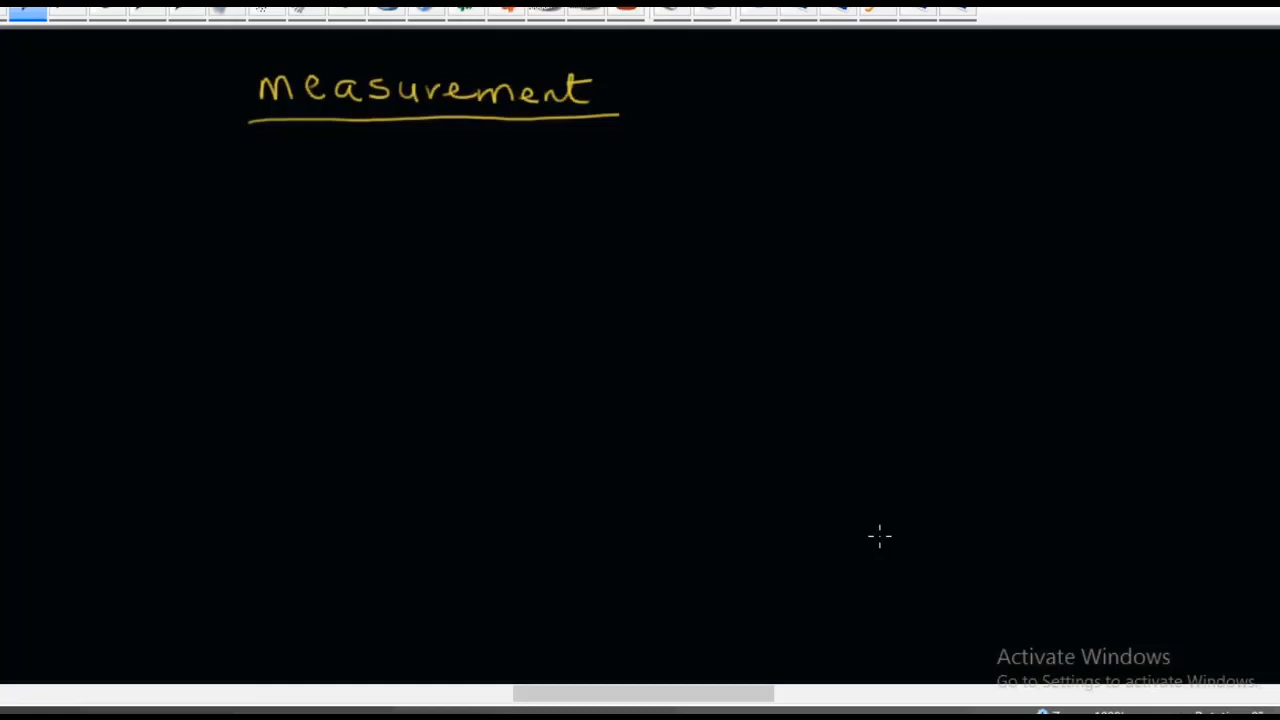 measurement
Activate Windows
Go to Settings to activate Windows.